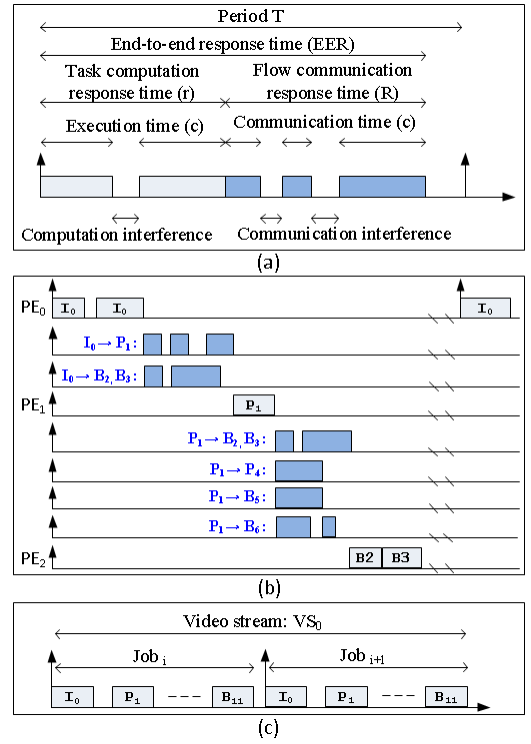 Period T
End-to-end response time (EER)
Task computation response time (r)
Flow communication response time (R)
Execution time (c)
Communication time (c)
Computation interference
Communication interference
(a)
PE0
I0
I0
I0
I0→P1:
I0→B2, B3:
PE1
P1
P1→B2, B3:
P1→P4:
P1→B5:
P1→B6:
PE2
B2
B3
(b)
Video stream: VS0
Job i
Job i+1
I0
P1
B11
I0
P1
B11
(c)